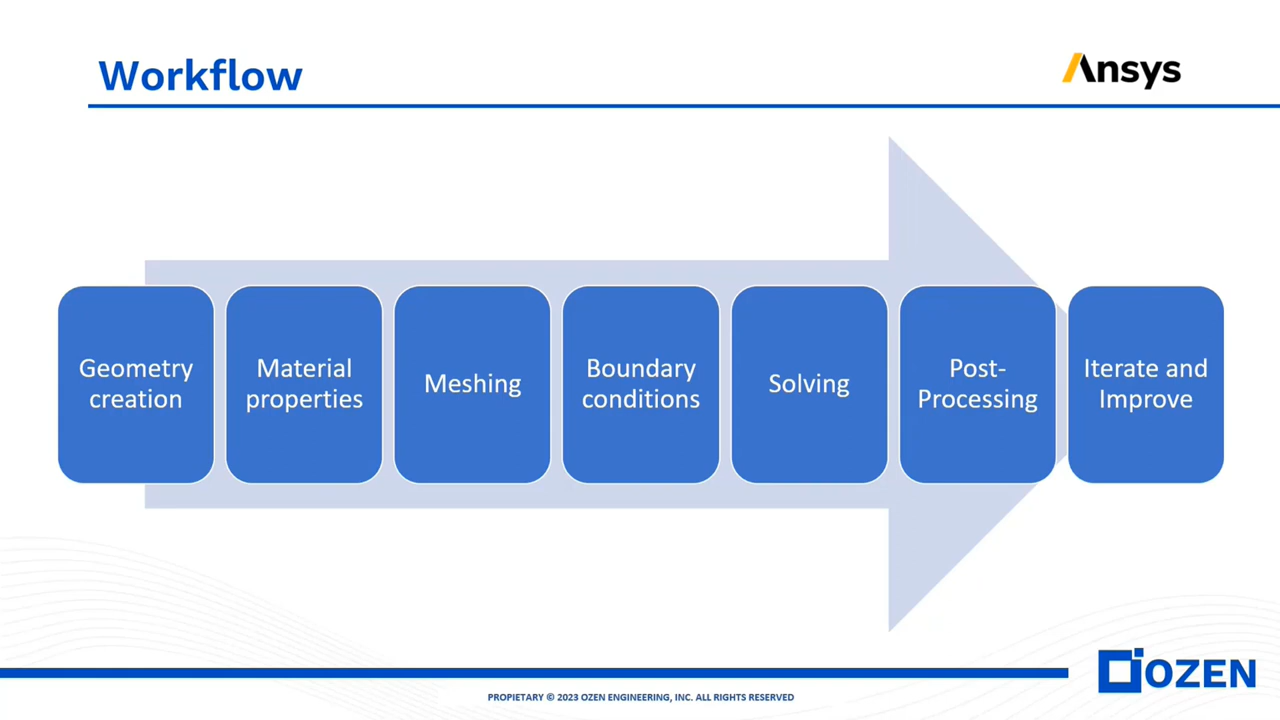 Workflow
Ansys
Geometry
creation
Material
properties
Meshing
Boundary
conditions
Solving
Post-
Processing
Iterate and
Improve
OZEN
PROPIETARY © 2023 OZEN ENGINEERING, INC. ALL RIGHTS RESERVED